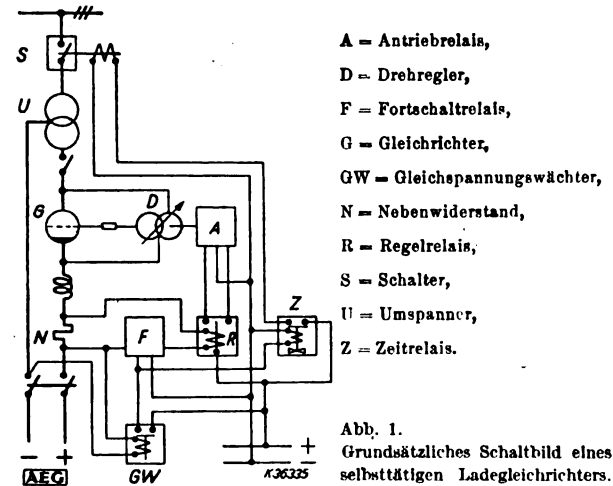 S
U
G
D
A
N
F
R
Z
GW
- +
- +
AEG
K36335
A = Antriebrelais,
D = Drehregler,
F = Fortschaltrelais,
G = Gleichrichter,
GW = Gleichspannungswächter,
N = Nebenwiderstand,
R = Regelrelais,
S = Schalter,
U = Umspanner,
Z = Zeitrelais.
Abb. 1.
Grundsätzliches Schaltbild eines
selbsttätigen Ladegleichrichters.